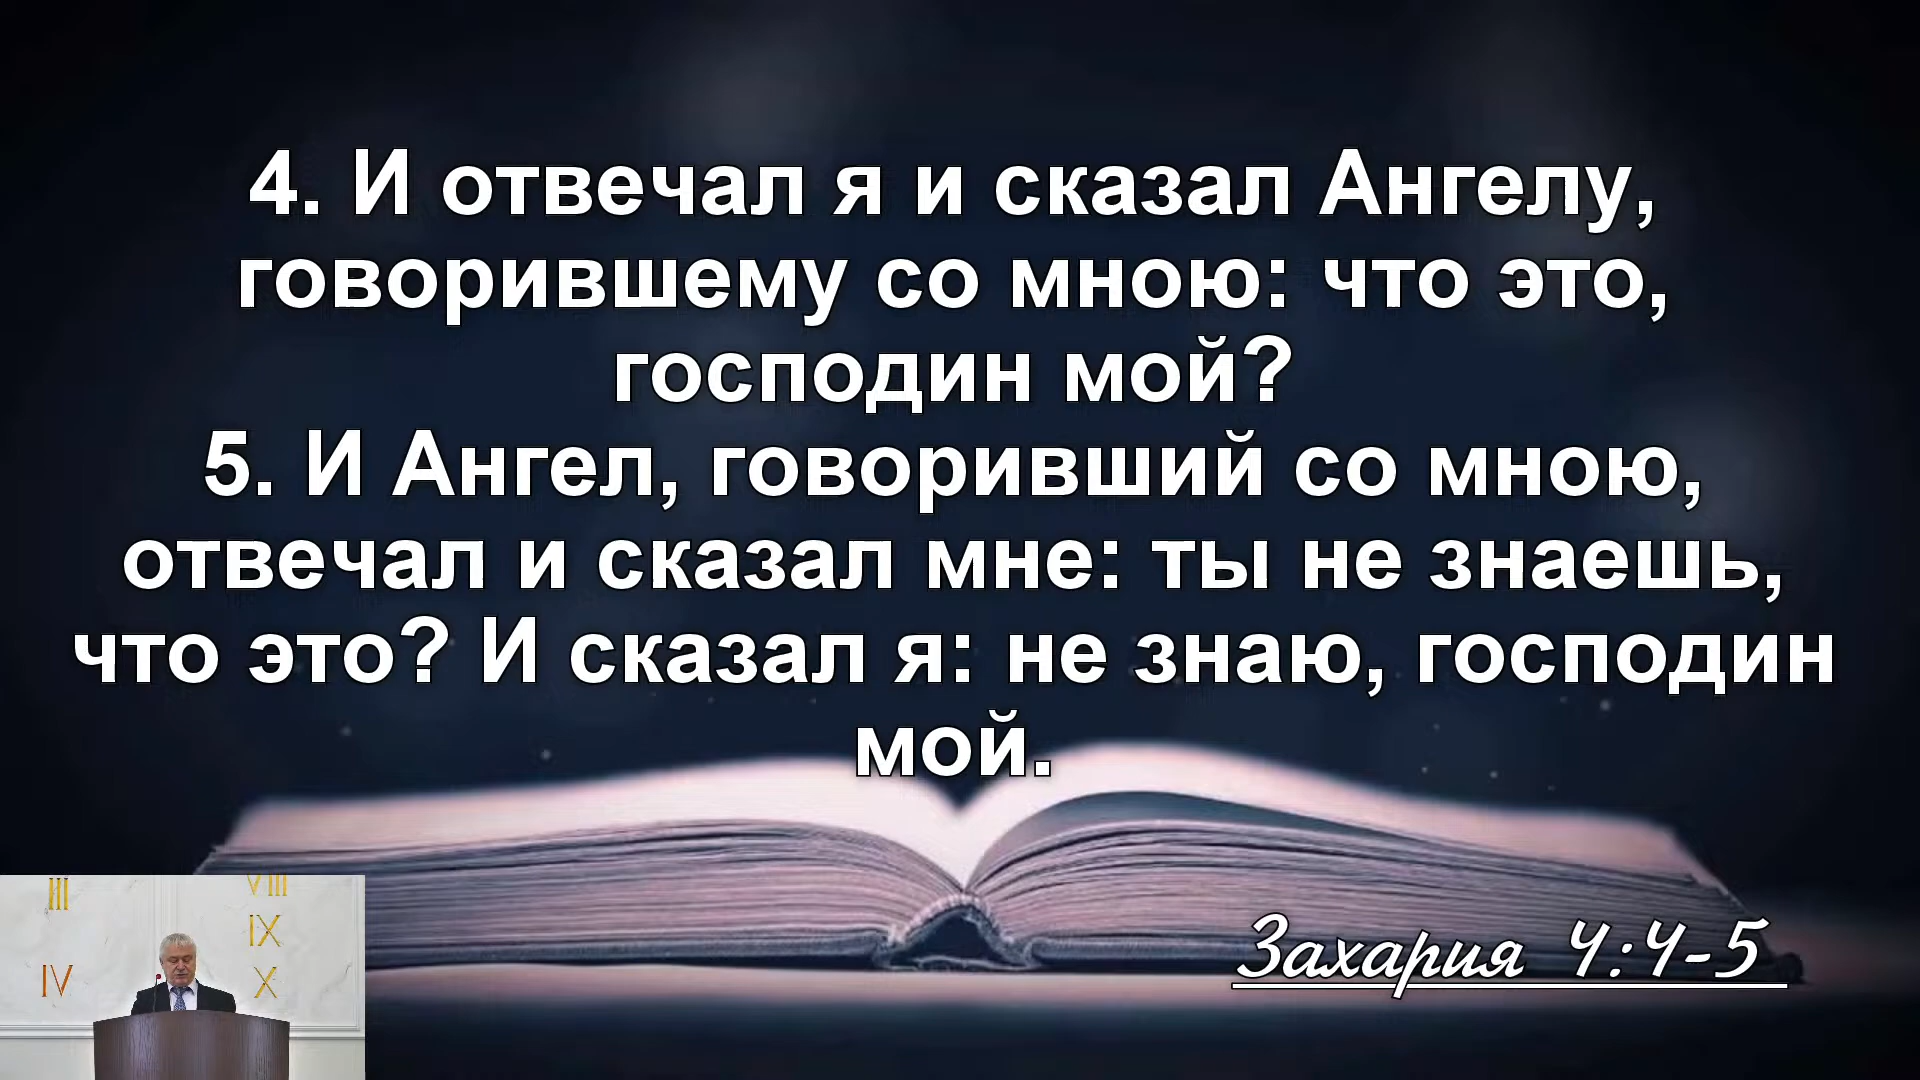 4. И отвечал я и сказал Ангелу,
говорившему со мною: что это,
господин мой?
5. И Ангел, говоривший со мною,
отвечал и сказал мне: ты не знаешь,
что это? И сказал я: не знаю, господин
мой.
Захария 4:4-5
III
IV
VIII
IX
X